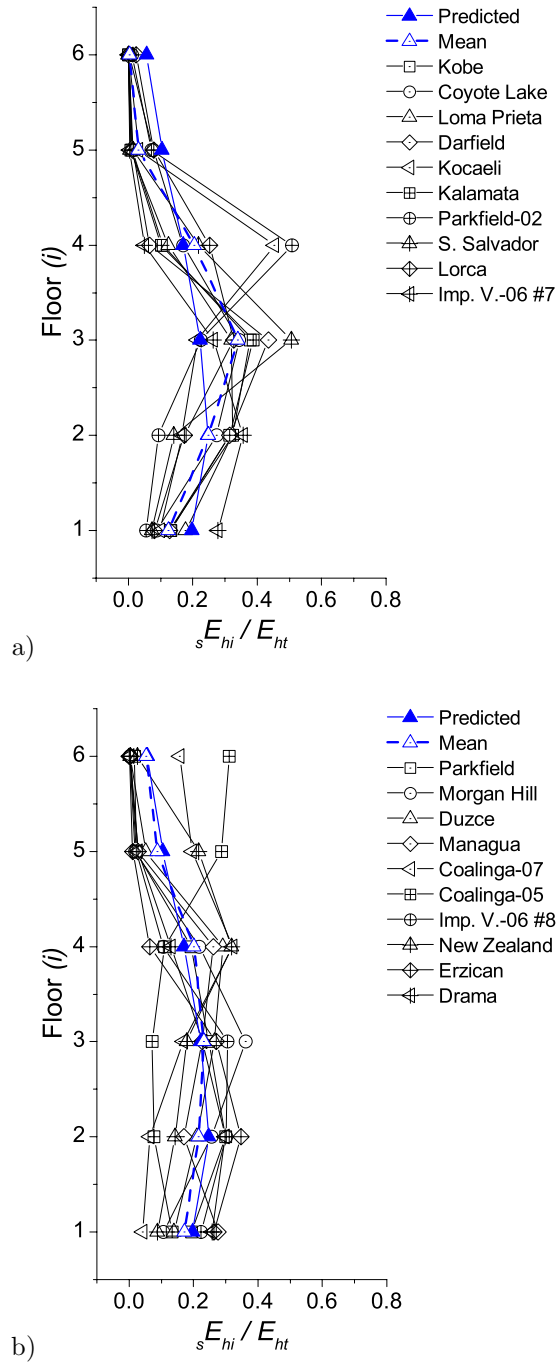 6
5
4
3
2
1
Floor (i)
0.0 0.2 0.4 0.6 0.8
sEhi / Eht
Predicted
Mean
Kobe
Coyote Lake
Loma Prieta
Darfield
Kocaeli
Kalamata
Parkfield-02
S. Salvador
Lorca
Imp. V.-06 #7
a)
6
5
4
3
2
1
Floor (i)
0.0 0.2 0.4 0.6 0.8
sEhi / Eht
Predicted
Mean
Parkfield
Morgan Hill
Duzce
Managua
Coalinga-07
Coalinga-05
Imp. V.-06 #8
New Zealand
Erzican
Drama
b)